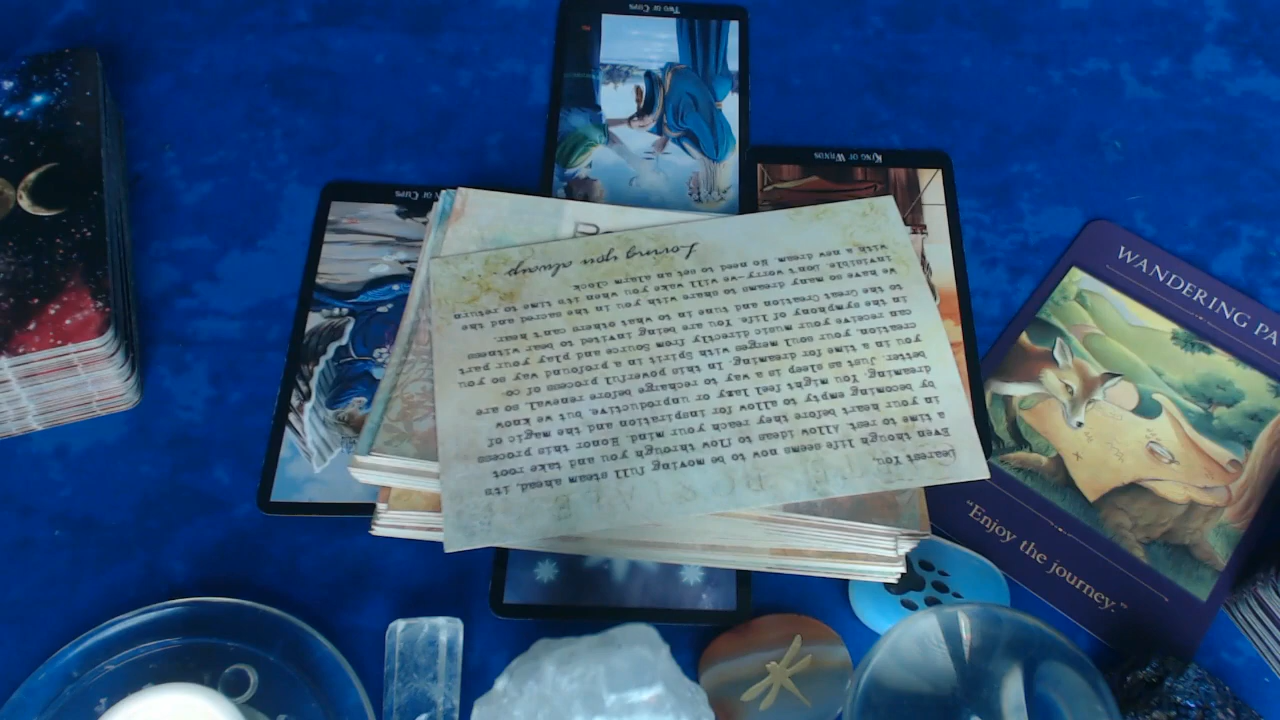 Two of Cups
King of Wands
of Cups
Dearest You,
Even though life seems now to be moving full steam ahead, it's
a time to rest. Allow ideas to flow through you and take root
in your heart before they reach your mind. Honor this process
by becoming empty to allow for inspiration and the magic of
dreaming. You might feel lazy or unproductive, but we know
better. Just as sleep is a way to recharge before renewal, so are
you in a time for dreaming. In this powerful process of co-
creation, your soul merges with Spirit in a profound way so you
can receive your music directly from Source and play your part
in the symphony of life. You are being invited to bear witness
to the Great Creation and tune in to what others can't hear.
We have so many dreams to share with you in the sacred and the
invisible. Don't worry—we will wake you when it's time to return
with a new dream. No need to set an alarm clock
Loving you always
WANDERING PA
"Enjoy the journey."